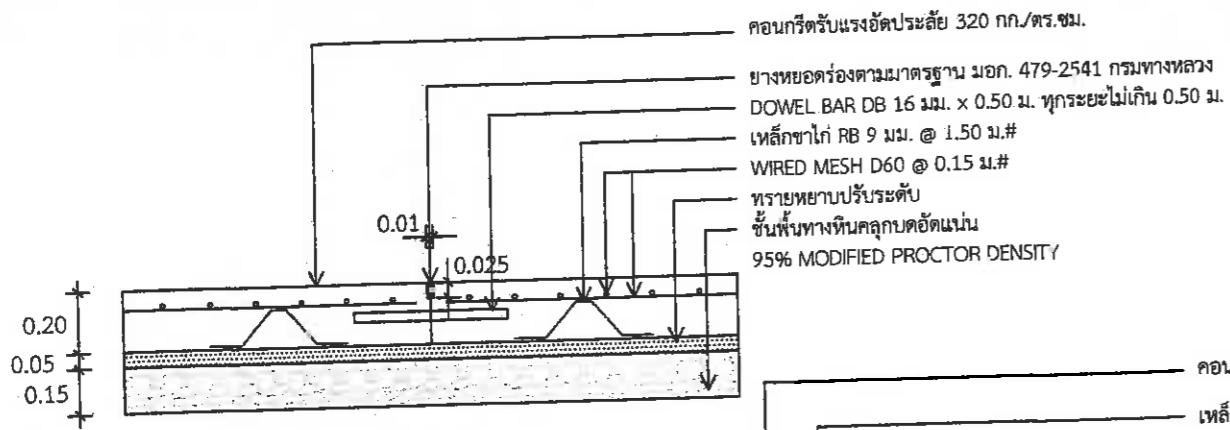 คอนกรีตรับแรงอัดประลัย 320 กก./ตร.ซม.
ยางหยอดร่องตามมาตรฐาน มอก. 479-2541 กรมทางหลวง
DOWEL BAR DB 16 มม. x 0.50 ม. ทุกระยะไม่เกิน 0.50 ม.
เหล็กขาไก่ RB 9 มม. @ 1.50 ม.#
WIRED MESH D60 @ 0.15 ม.#
ทรายหยาบปรับระดับ
ชั้นพื้นทางหินคลุกบดอัดแน่น
95% MODIFIED PROCTOR DENSITY
0.01
0.025
0.20
0.05
0.15
คอน
เหล็